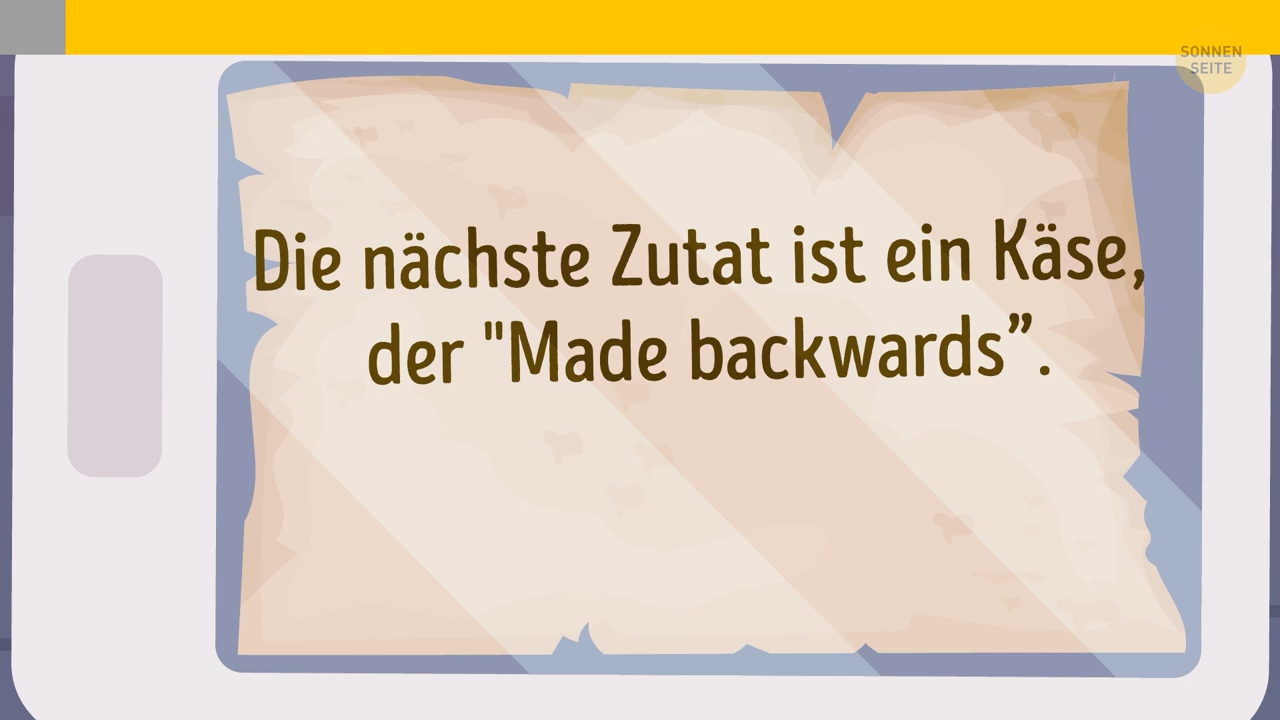 SONNEN
SEITE
Die nächste Zutat ist ein Käse,
der "Made backwards”.